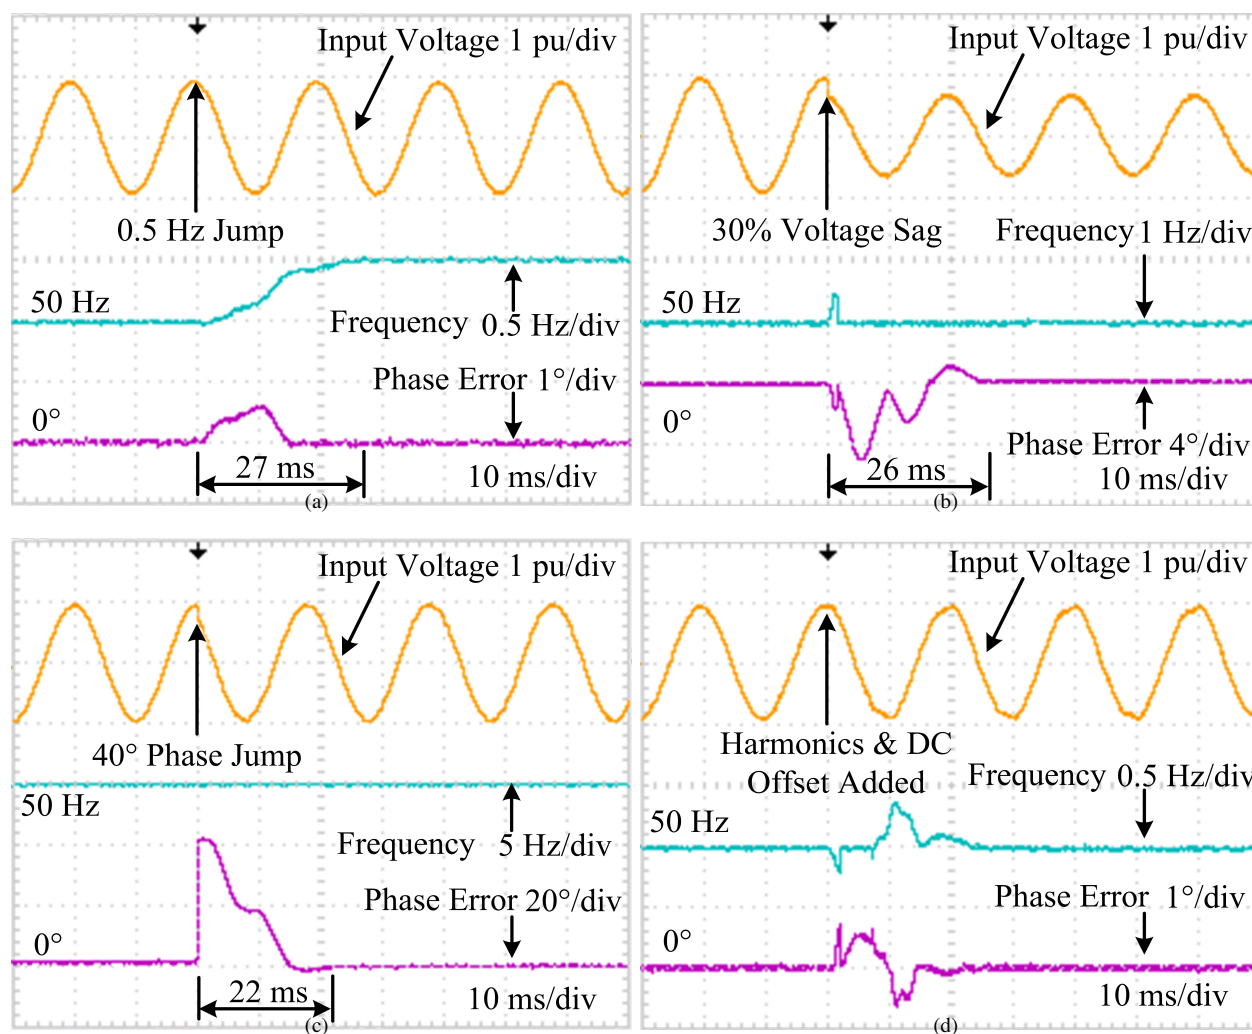 Input Voltage 1 pu/div
0.5 Hz Jump
50 Hz
Frequency 0.5 Hz/div
Phase Error 1°/div
0°
27 ms
10 ms/div
(a)
Input Voltage 1 pu/div
30% Voltage Sag
Frequency 1 Hz/div
50 Hz
0°
Phase Error 4°/div
26 ms
10 ms/div
(b)
Input Voltage 1 pu/div
40° Phase Jump
50 Hz
Frequency 5 Hz/div
Phase Error 20°/div
0°
22 ms
10 ms/div
(c)
Input Voltage 1 pu/div
Harmonics & DC
Offset Added
Frequency 0.5 Hz/div
50 Hz
Phase Error 1°/div
0°
10 ms/div
(d)